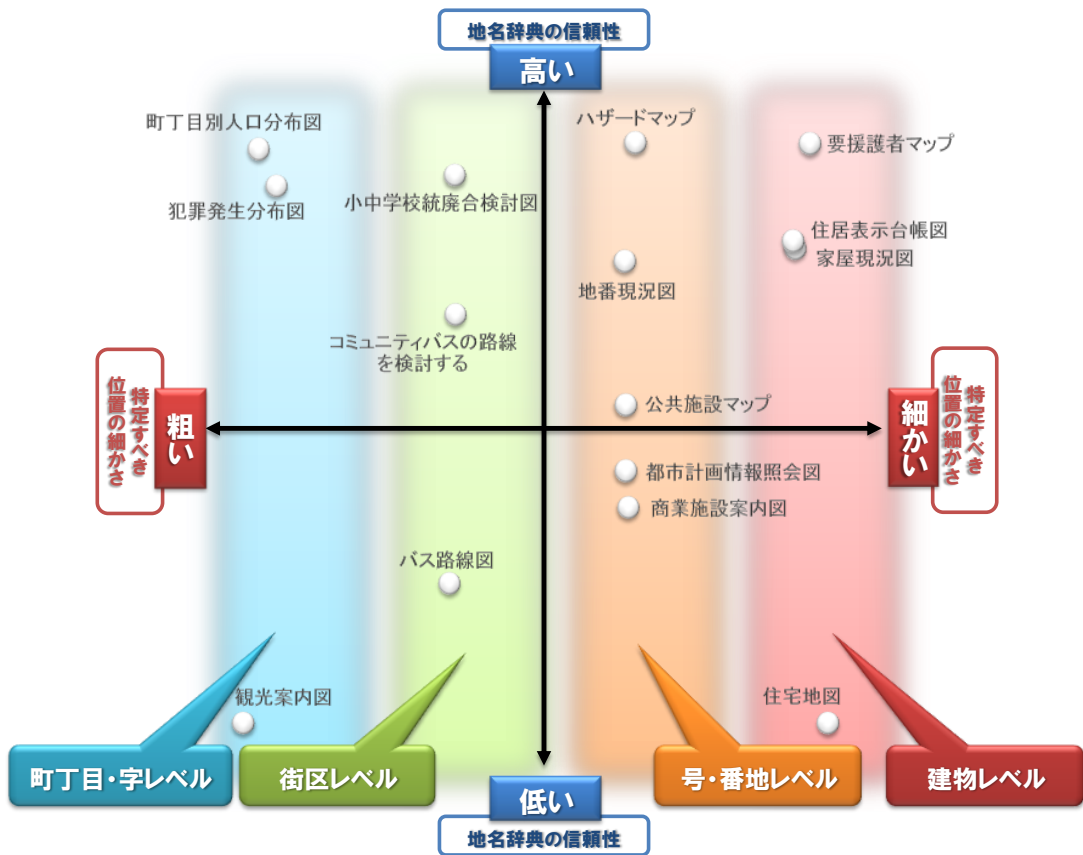 地名辞典の信頼性
高い
町丁目別人口分布図
ハザードマップ
要援護者マップ
犯罪発生分布図
小中学校統廃合検討図
住居表示台帳図
家屋現況図
地番現況図
コミュニティバスの路線
を検討する
特定すべき
位置の細かさ
粗い
公共施設マップ
細かい
特定すべき
位置の細かさ
都市計画情報照会図
商業施設案内図
バス路線図
観光案内図
住宅地図
町丁目・字レベル
街区レベル
号・番地レベル
建物レベル
低い
地名辞典の信頼性